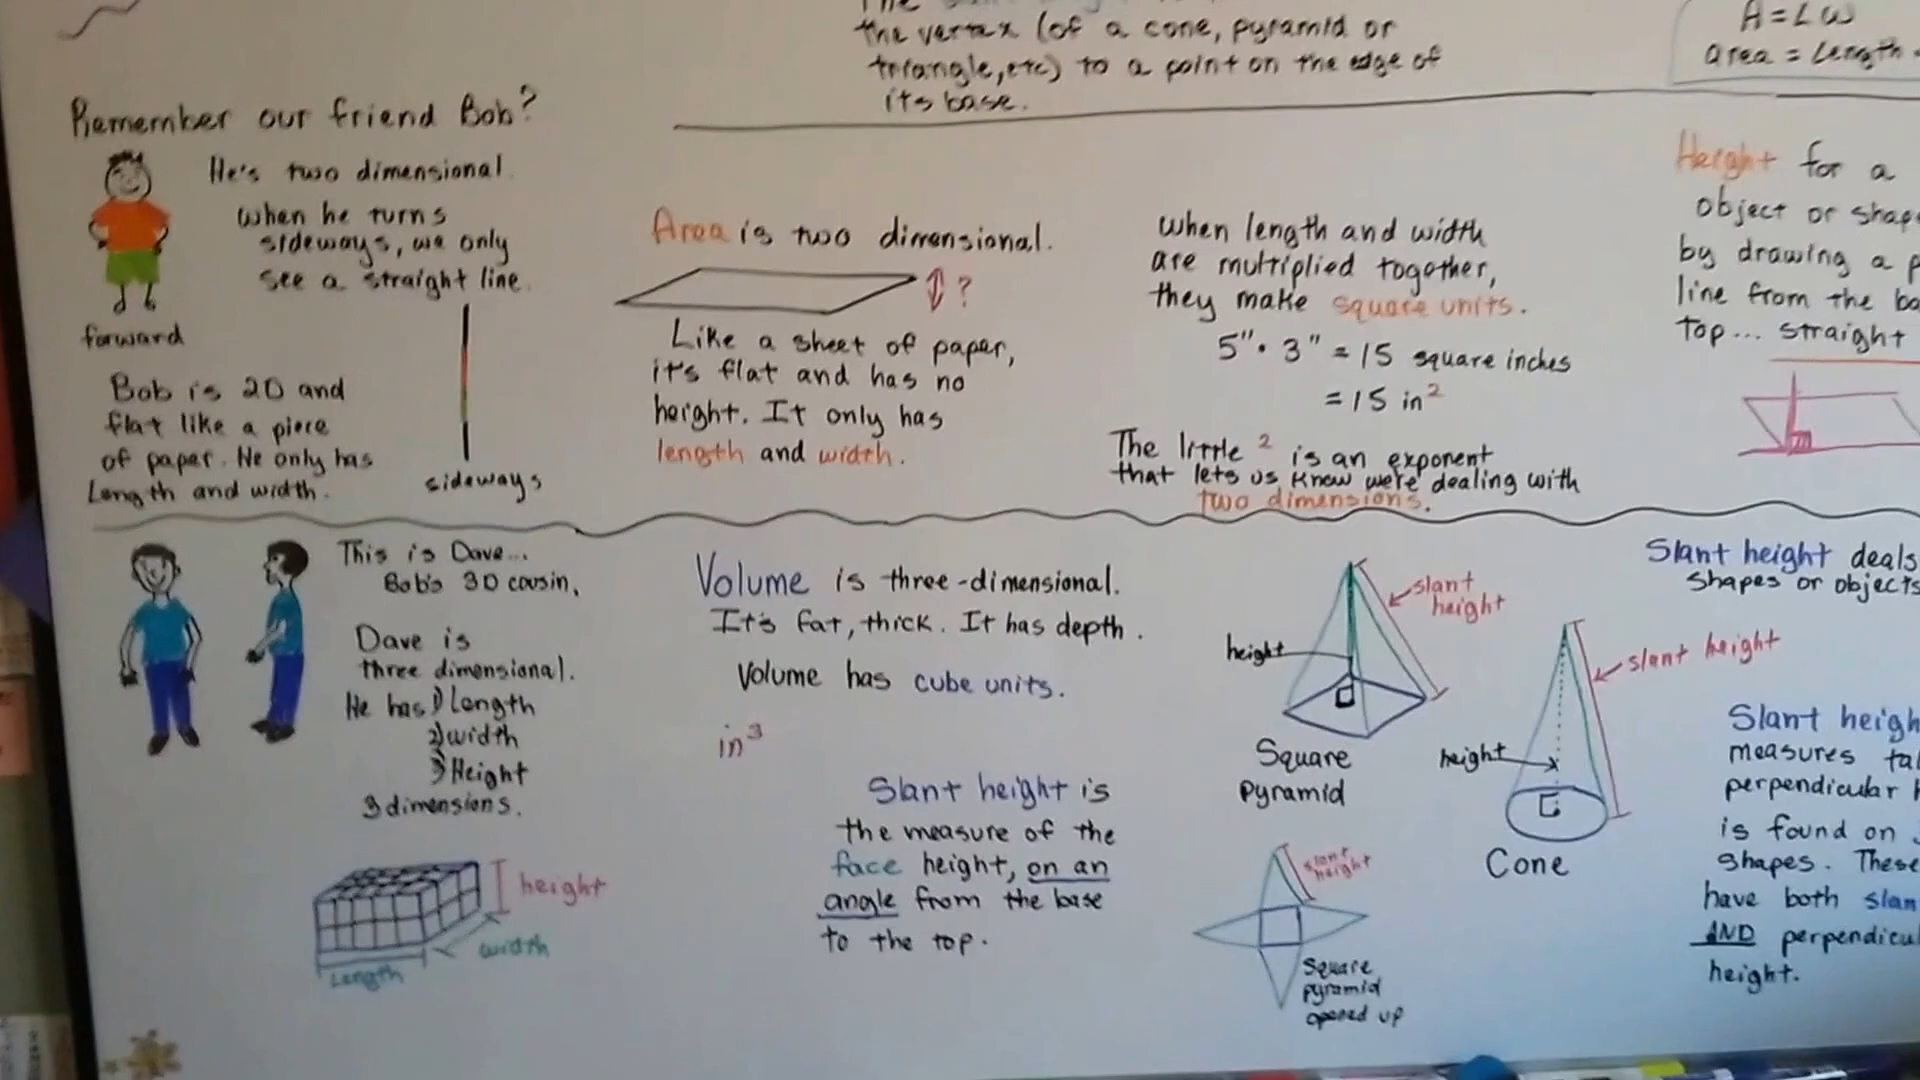 the vertex (of a cone, pyramid or
triangle, etc) to a point on the edge of
its base.
A = L W
area = Length
Remember our friend Bob?
He's two dimensional.
When he turns
sideways, we only
see a straight line.
forward
sideways
Bob is 2D and
flat like a piece
of paper. He only has
Length and width.
Area is two dimensional.
?
Like a sheet of paper,
it's flat and has no
height. It only has
length and width.
When length and width
are multiplied together,
they make square units.
5" • 3" = 15 square inches
= 15 in²
The little ² is an exponent
that lets us know we're dealing with
two dimensions.
Height for a
object or
by drawing a
line from the
top... straight
This is Dave...
Bob's 3D cousin.
Dave is
three dimensional.
He has 1) Length
2) width
3) Height
3 dimensions.
height
width
Length
Volume is three-dimensional.
It's fat, thick. It has depth.
Volume has cube units.
in³
Slant height is
the measure of the
face height, on an
angle from the base
to the top.
slant
height
height
Square
pyramid
slant height
height
Cone
slant
height
Square
pyramid
opened up
Slant height deals
shapes or objects
Slant
measures
perpendicular
is found on
shapes. These
have both
AND
height.